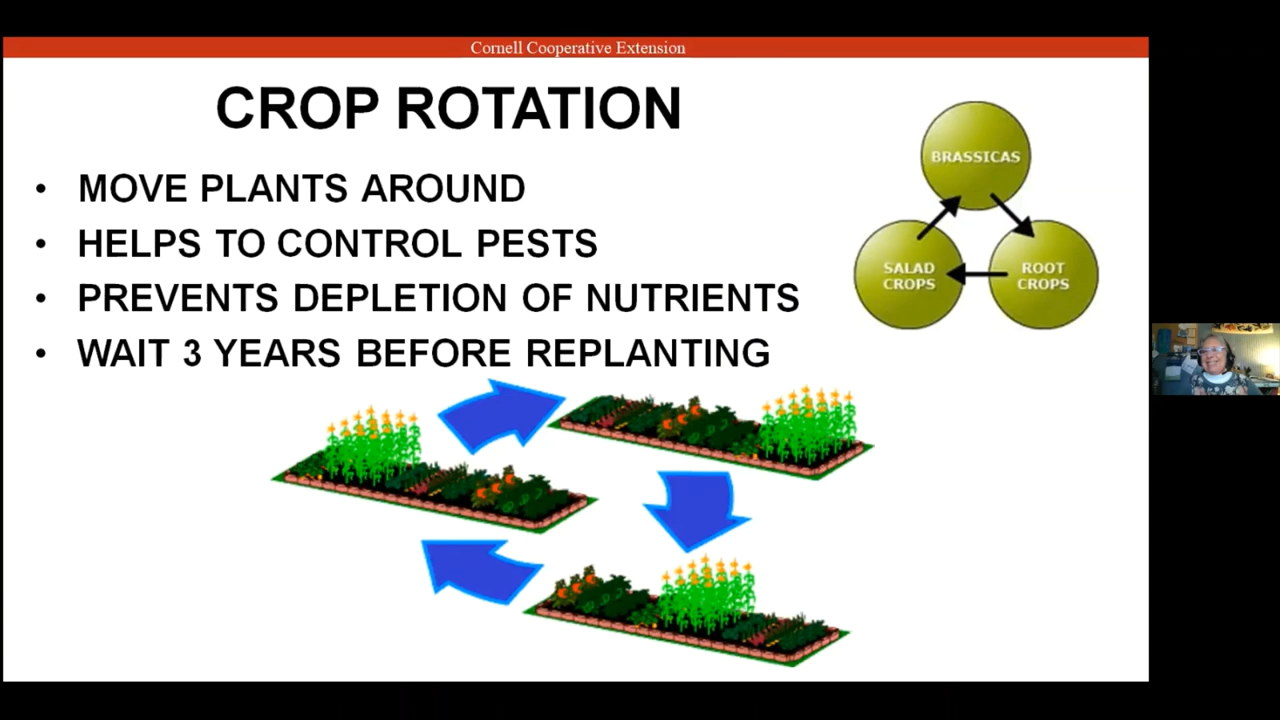 Cornell Cooperative Extension
CROP ROTATION
• MOVE PLANTS AROUND
• HELPS TO CONTROL PESTS
• PREVENTS DEPLETION OF NUTRIENTS
• WAIT 3 YEARS BEFORE REPLANTING
BRASSICAS
SALAD
CROPS
ROOT
CROPS